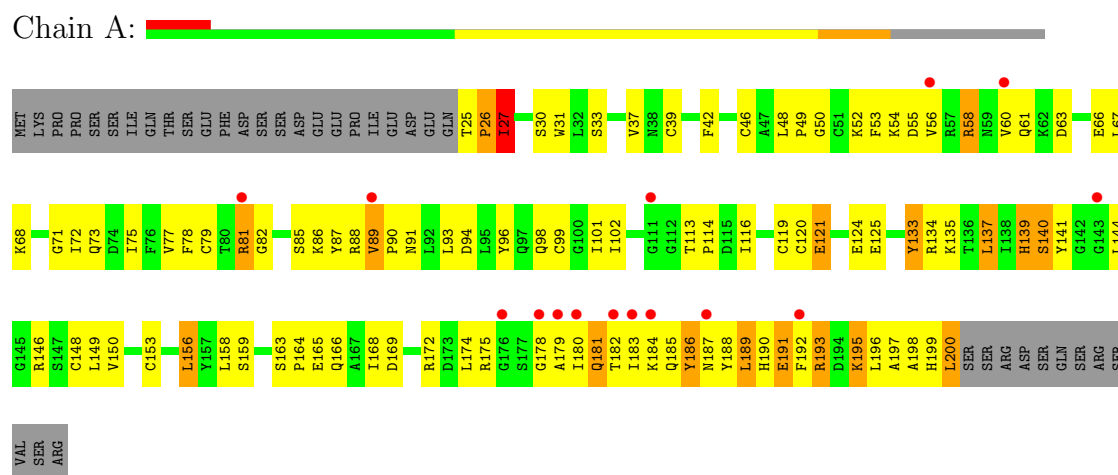 Chain A:
MET LYS PRO PRO SER SER ILE GLN THR SER GLU PHE ASP SER SER ASP GLU GLU PRO ILE GLU ASP GLU GLN T25 P26 I27 S30 W31 L32 S33 V37 N38 C39 F42 C46 A47 L48 P49 G50 C51 K52 F53 K54 D55 V56 R57 R58 N59 V60 Q61 K62 D63 E66 L67
K68 G71 I72 Q73 D74 I75 F76 V77 F78 C79 T80 R81 G82 S85 K86 Y87 R88 V89 P90 N91 L92 L93 D94 L95 Y96 Q97 Q98 C99 G100 I101 I102 G111 G112 T113 P114 D115 I116 C119 C120 E121 E124 E125 Y133 R134 K135 T136 L137 I138 H139 S140 Y141 G142 G143 L144
G145 R146 S147 C148 L149 V150 C153 L156 Y157 L158 S159 S163 P164 E165 Q166 A167 I168 D169 R172 D173 L174 R175 G176 S177 G178 A179 I180 Q181 T182 I183 K184 Q185 Y186 N187 Y188 L189 H190 E191 F192 R193 D194 K195 L196 A197 A198 H199 L200 SER SER ARG ASP SER GLN SER ARG SER
VAL SER ARG